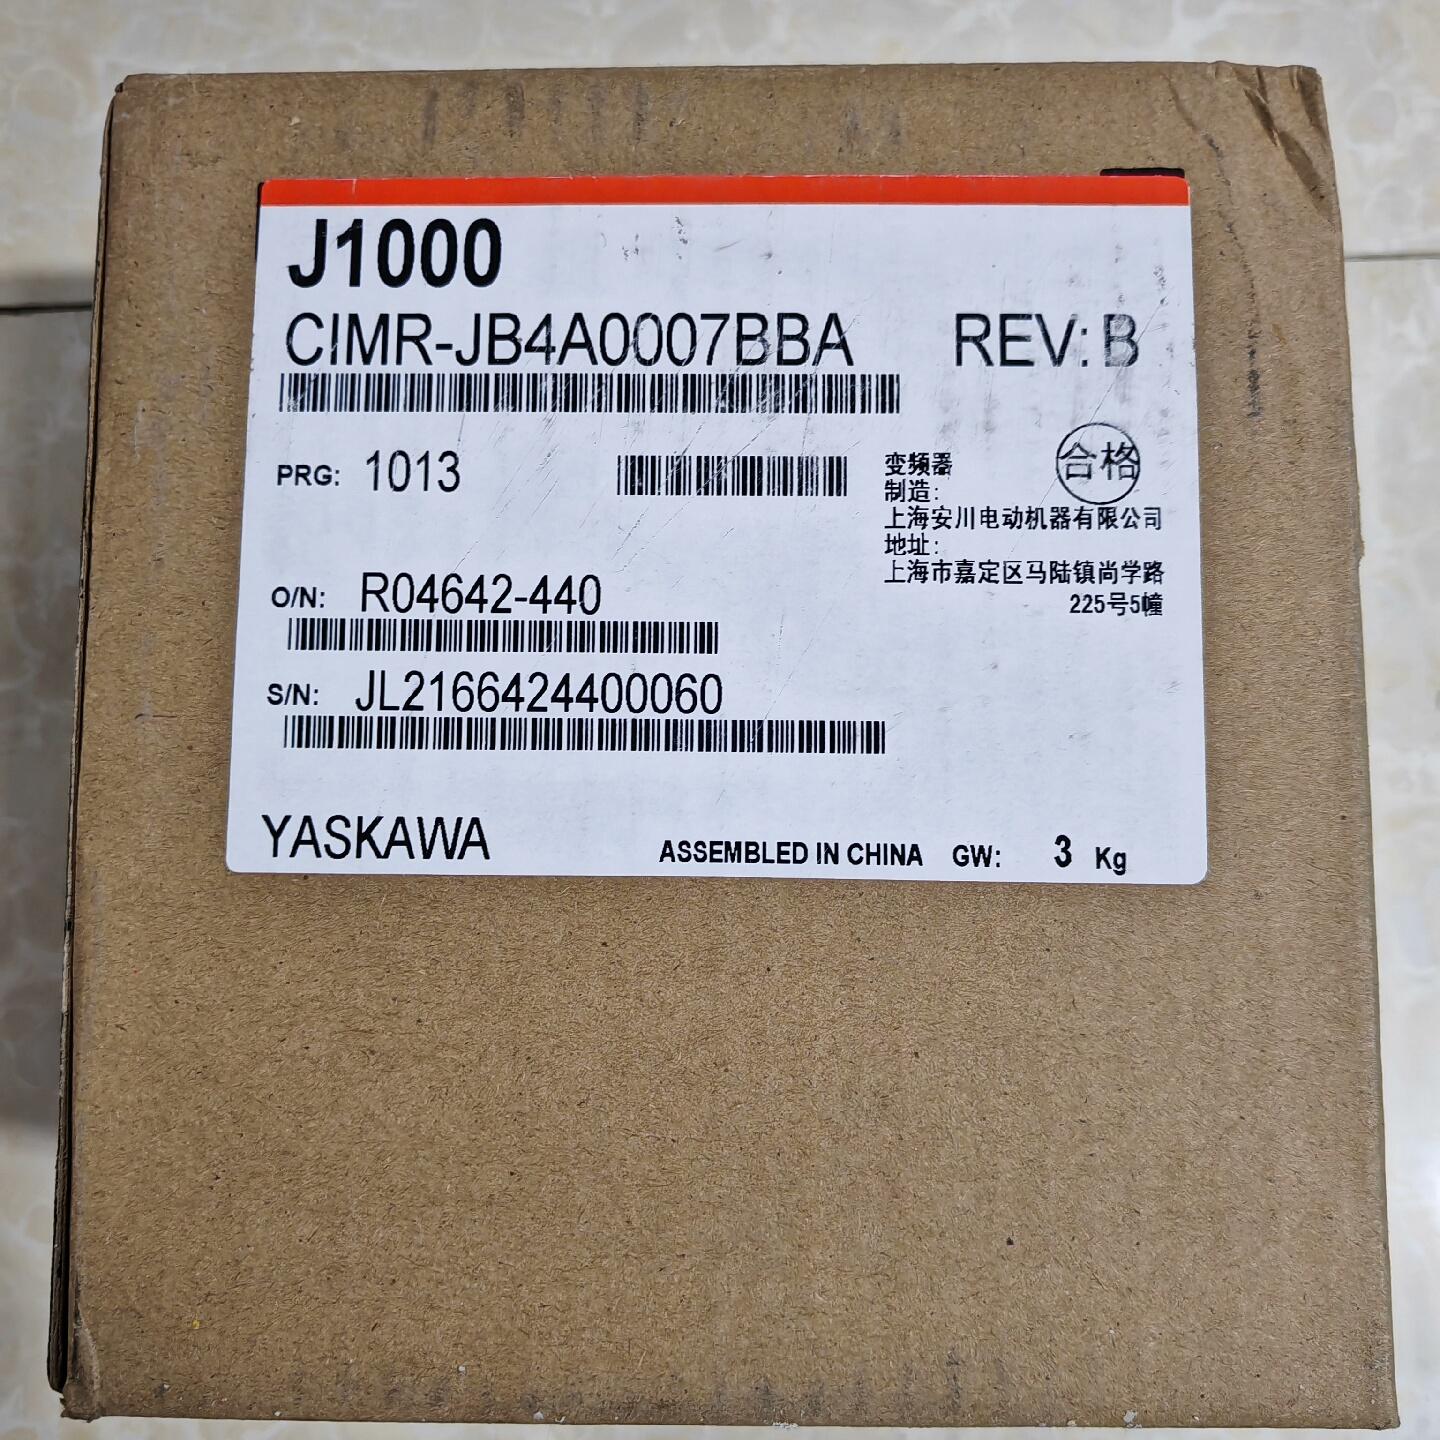 J1000
CIMR-JB4A0007BBA REV: B
PRG: 1013
变频器 合格
制造:
上海安川电动机器有限公司
地址:
上海市嘉定区马陆镇尚学路
225号5幢
O/N: R04642-440
S/N: JL2166424400060
YASKAWA ASSEMBLED IN CHINA GW: 3 Kg